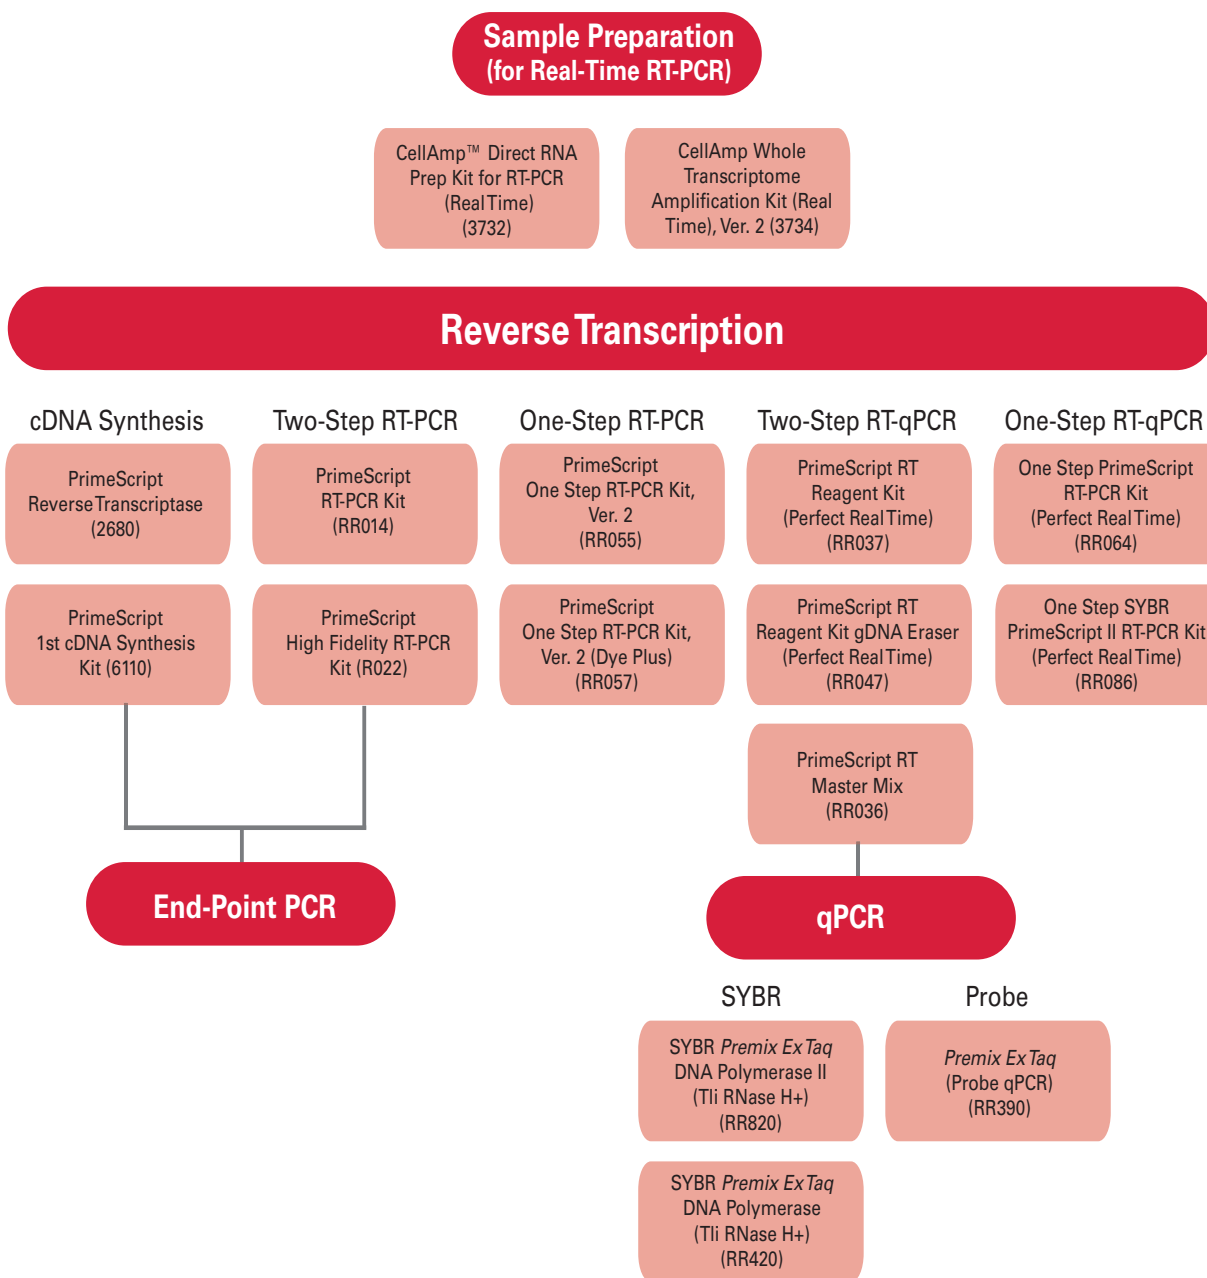 Sample Preparation
(for Real-Time RT-PCR)
CellAmp™ Direct RNA
Prep Kit for RT-PCR
(Real Time)
(3732)
CellAmp Whole
Transcriptome
Amplification Kit (Real
Time), Ver. 2 (3734)
Reverse Transcription
cDNA Synthesis
PrimeScript
Reverse Transcriptase
(2680)
PrimeScript
1st cDNA Synthesis
Kit (6110)
Two-Step RT-PCR
PrimeScript
RT-PCR Kit
(RR014)
PrimeScript
High Fidelity RT-PCR
Kit (R022)
One-Step RT-PCR
PrimeScript
One Step RT-PCR Kit,
Ver. 2
(RR055)
PrimeScript
One Step RT-PCR Kit,
Ver. 2 (Dye Plus)
(RR057)
Two-Step RT-qPCR
PrimeScript RT
Reagent Kit
(Perfect Real Time)
(RR037)
PrimeScript RT
Reagent Kit gDNA Eraser
(Perfect Real Time)
(RR047)
PrimeScript RT
Master Mix
(RR036)
One-Step RT-qPCR
One Step PrimeScript
RT-PCR Kit
(Perfect Real Time)
(RR064)
One Step SYBR
PrimeScript II RT-PCR Kit
(Perfect Real Time)
(RR086)
End-Point PCR
qPCR
SYBR
SYBR Premix Ex Taq
DNA Polymerase II
(Tli RNase H+)
(RR820)
SYBR Premix Ex Taq
DNA Polymerase
(Tli RNase H+)
(RR420)
Probe
Premix Ex Taq
(Probe qPCR)
(RR390)